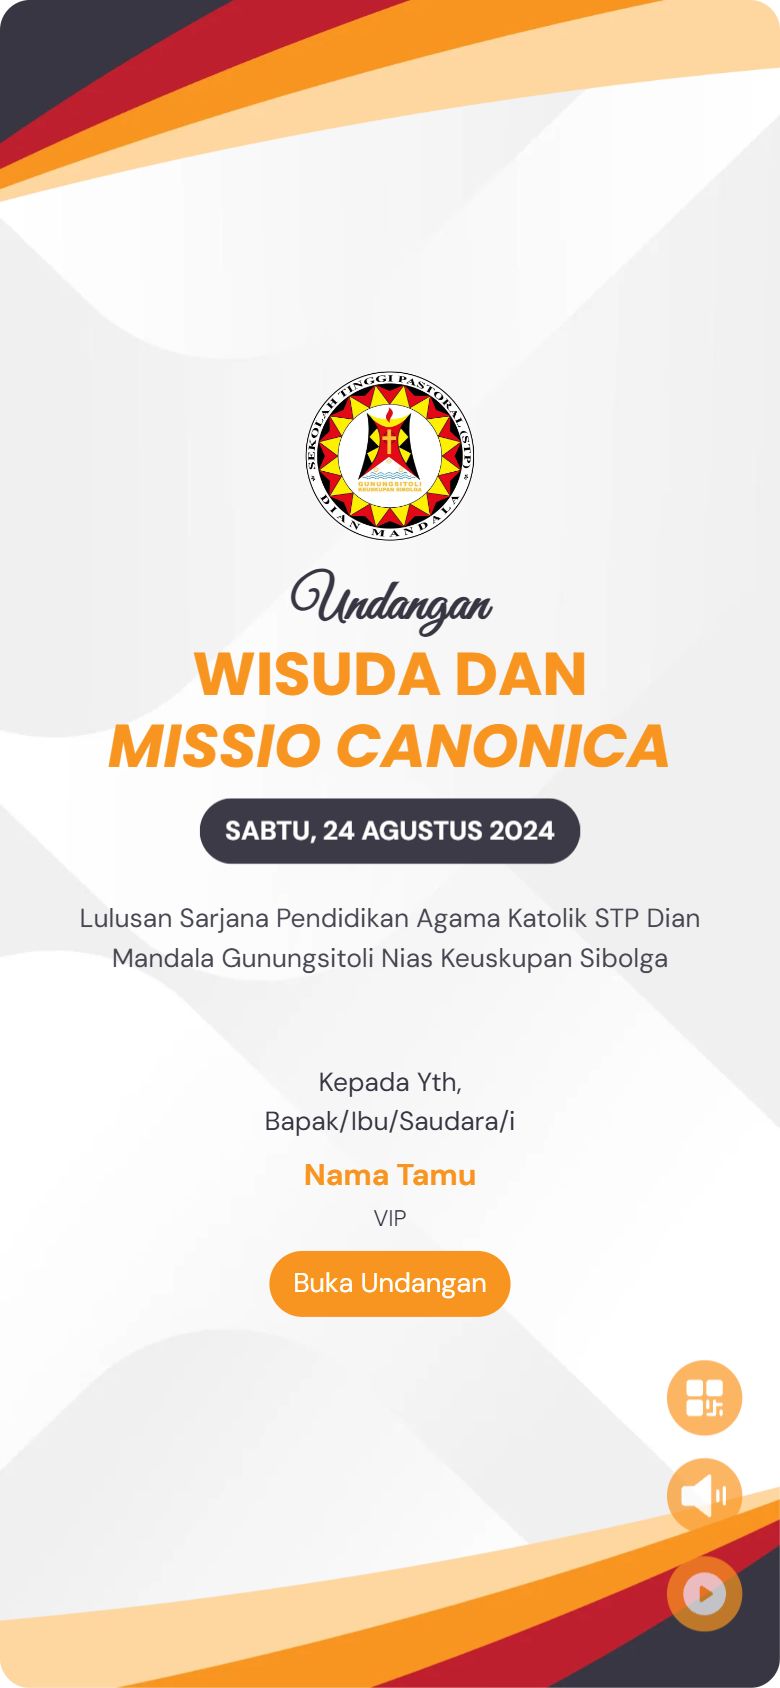 SEKOLAH TINGGI PASTORAL (STP)
GUNUNGSITOLI
KEUSKUPAN SIBOLGA
* DIAN MANDALA *
Undangan
WISUDA DAN
MISSIO CANONICA
SABTU, 24 AGUSTUS 2024
Lulusan Sarjana Pendidikan Agama Katolik STP Dian
Mandala Gunungsitoli Nias Keuskupan Sibolga
Kepada Yth,
Bapak/Ibu/Saudara/i
Nama Tamu
VIP
Buka Undangan